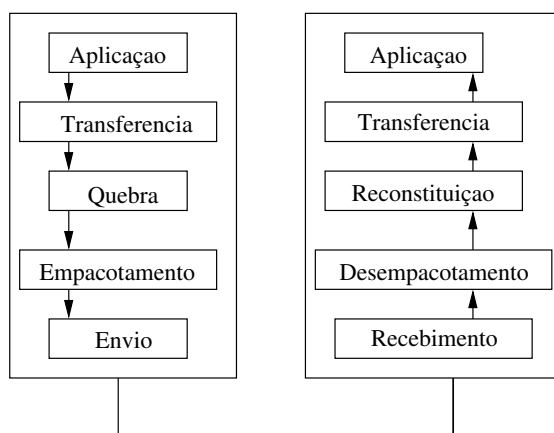 Aplicaçao
Transferencia
Quebra
Empacotamento
Envio
Aplicaçao
Transferencia
Reconstituiçao
Desempacotamento
Recebimento